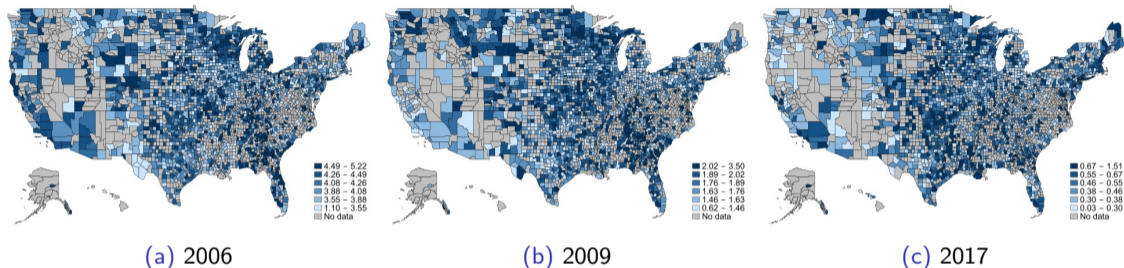 4.49 – 5.22
4.26 – 4.49
4.08 – 4.26
3.88 – 4.08
3.55 – 3.88
1.10 – 3.55
No data
(a) 2006
2.02 – 3.50
1.89 – 2.02
1.76 – 1.89
1.63 – 1.76
1.46 – 1.63
0.62 – 1.46
No data
(b) 2009
0.67 – 1.51
0.55 – 0.67
0.46 – 0.55
0.38 – 0.46
0.30 – 0.38
0.03 – 0.30
No data
(c) 2017